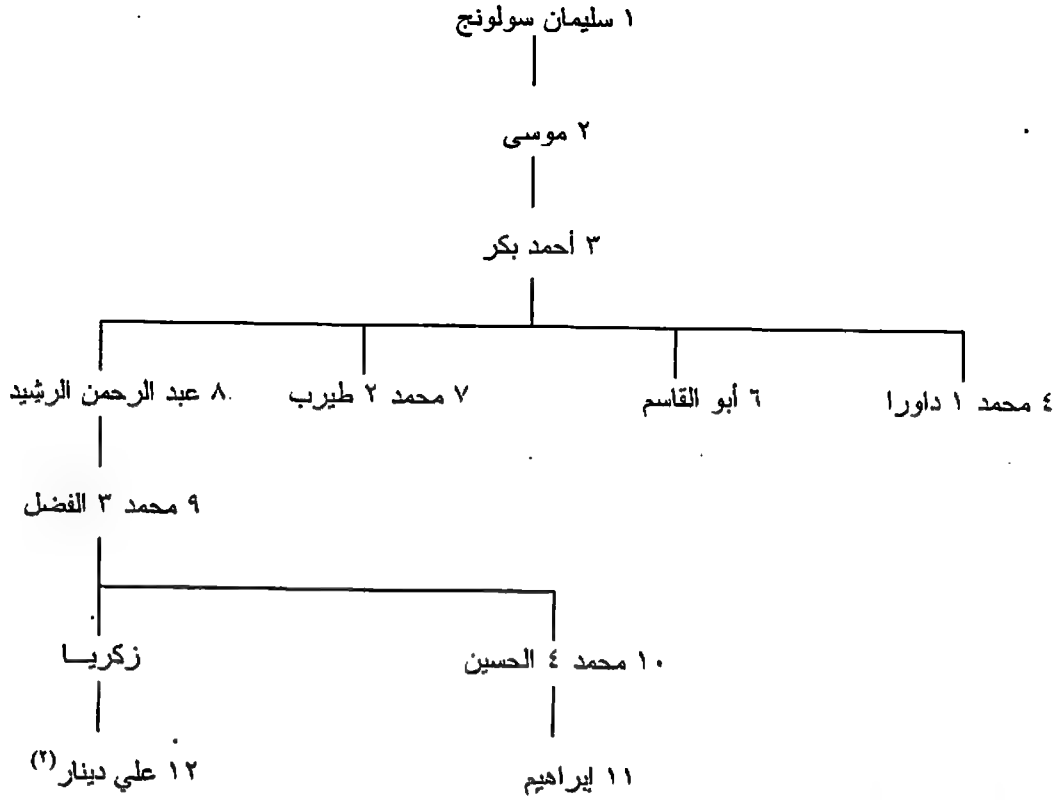 ١ سليمان سولونج
٢ موسى
٣ أحمد بكر
٤ محمد ١ داورا
٦ أبو القاسم
٧ محمد ٢ طيرب
٨ عبد الرحمن الرشيد
٩ محمد ٣ الفضل
١٠ محمد ٤ الحسين
زكريا
١١ إبراهيم
١٢ علي دينار (٢)